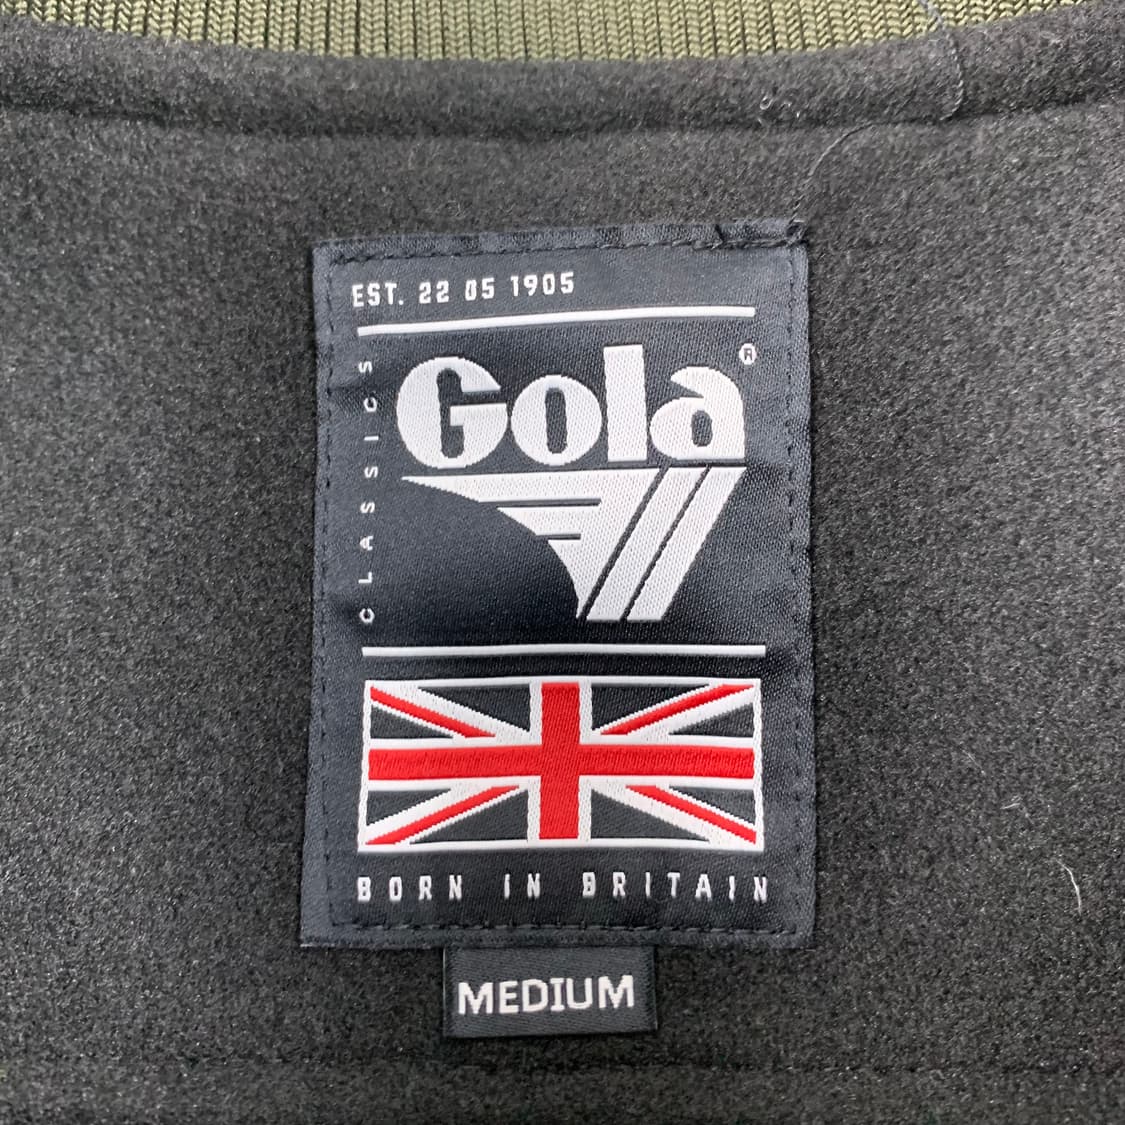 EST. 22 05 1905
CLASSICS
Gola®
BORN IN BRITAIN
MEDIUM